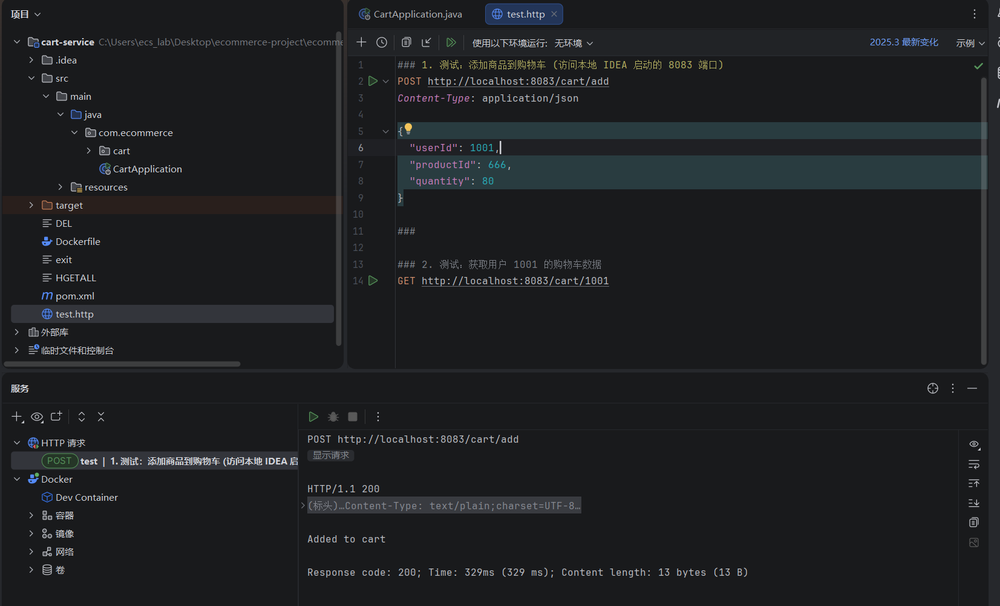 项目
cart-service C:\Users\ecs_lab\Desktop\ecommerce-project\ecomme
.idea
src
main
java
com.ecommerce
cart
CartApplication
resources
target
DEL
Dockerfile
exit
HGETALL
pom.xml
test.http
外部库
临时文件和控制台
CartApplication.java
test.http
使用以下环境运行: 无环境
2025.3 最新变化
示例
1 ### 1. 测试：添加商品到购物车 (访问本地 IDEA 启动的 8083 端口)
2 POST http://localhost:8083/cart/add
3 Content-Type: application/json
4
5 {
6 "userId": 1001,
7 "productId": 666,
8 "quantity": 80
9 }
10
11 ###
12
13 ### 2. 测试：获取用户 1001 的购物车数据
14 GET http://localhost:8083/cart/1001
服务
HTTP 请求
POST test | 1. 测试：添加商品到购物车 (访问本地 IDEA 启
Docker
Dev Container
容器
镜像
网络
卷
POST http://localhost:8083/cart/add
显示请求
HTTP/1.1 200
(标头)…Content-Type: text/plain;charset=UTF-8…
Added to cart
Response code: 200; Time: 329ms (329 ms); Content length: 13 bytes (13 B)